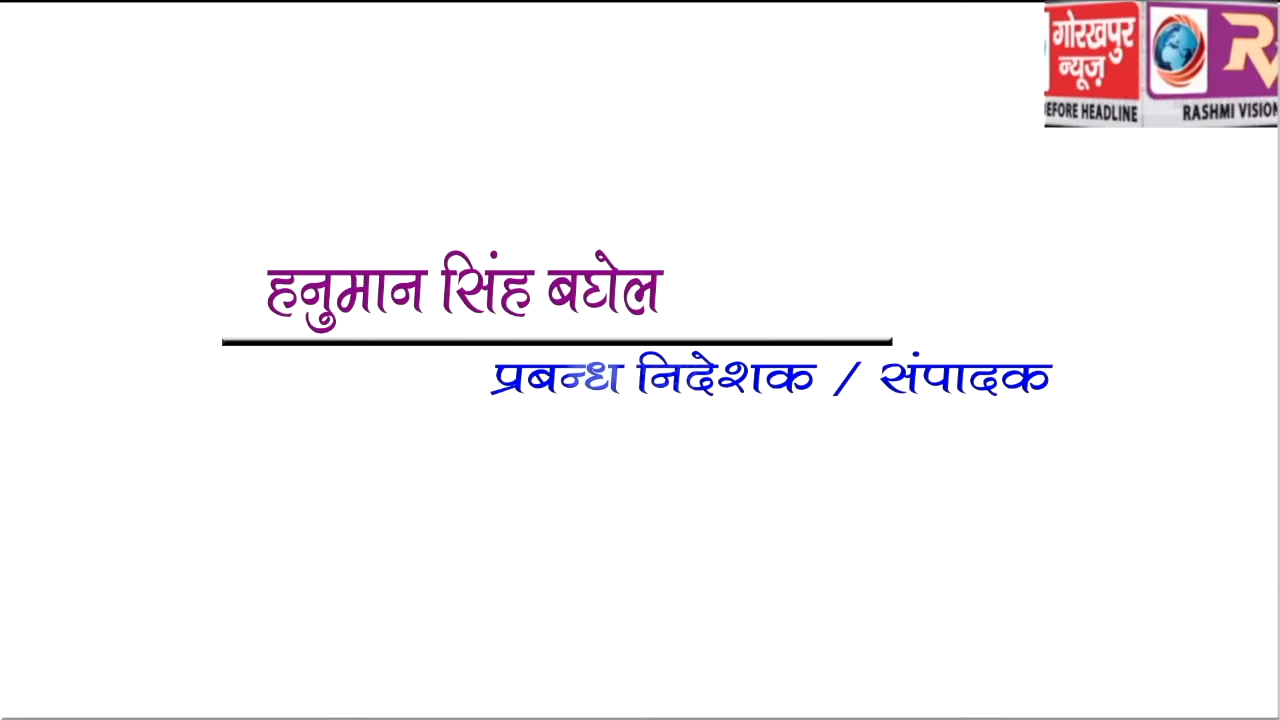 गोरखपुर
न्यूज़
EFORE HEADLINE
RASHMI VISION
हनुमान सिंह बघेल
प्रबन्ध निदेशक / संपादक